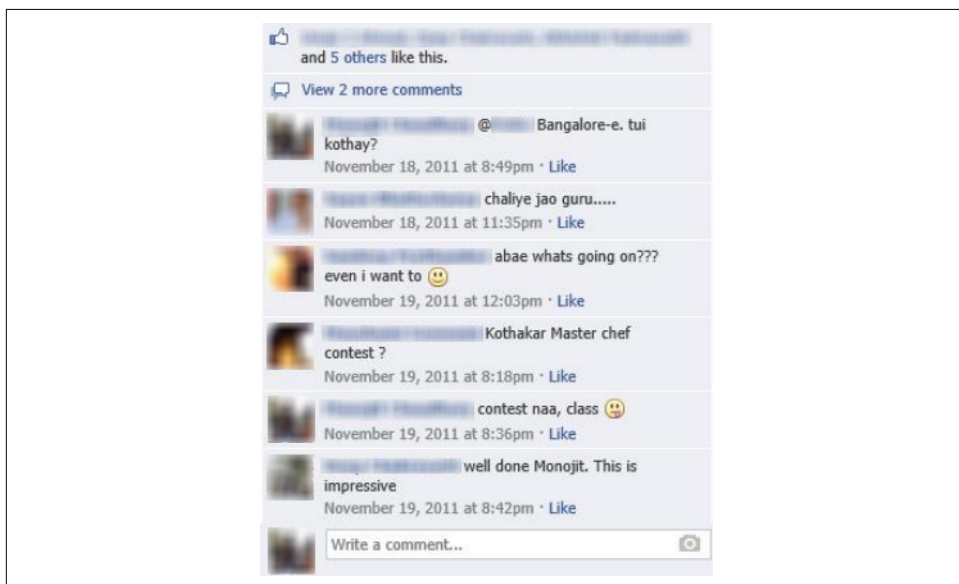 and 5 others like this.
View 2 more comments
@ Bangalore-e. tui
kothay?
November 18, 2011 at 8:49pm · Like
chaliye jao guru.....
November 18, 2011 at 11:35pm · Like
abae whats going on???
even i want to
November 19, 2011 at 12:03pm · Like
Kothakar Master chef
contest ?
November 19, 2011 at 8:18pm · Like
contest naa, class
November 19, 2011 at 8:36pm · Like
well done Monojit. This is
impressive
November 19, 2011 at 8:42pm · Like
Write a comment...